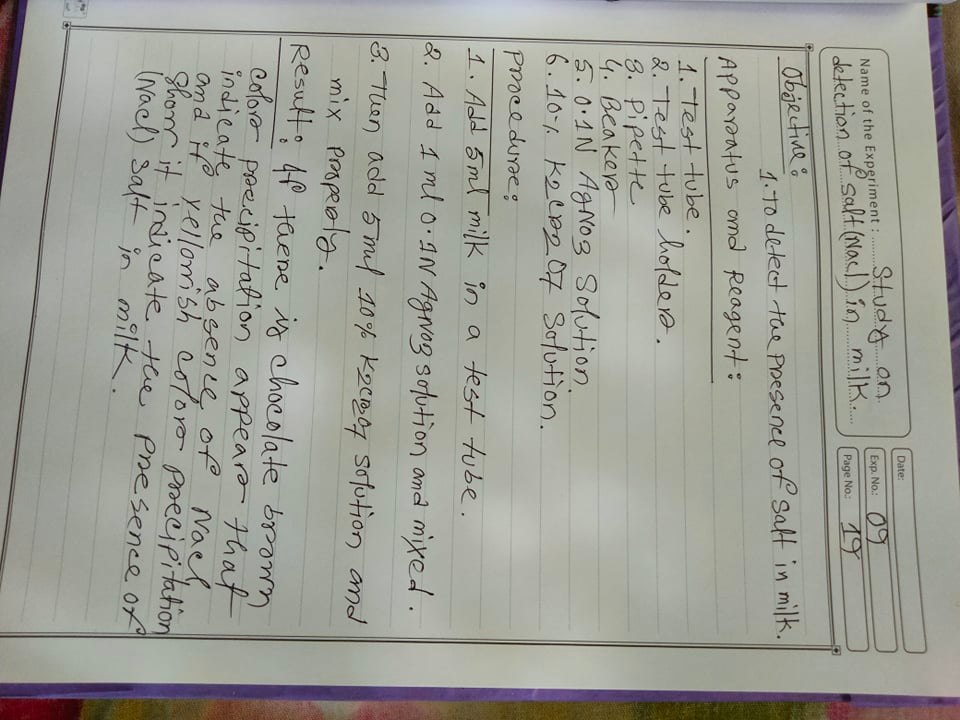 Name of the Experiment : Study on
detection of salt (Nacl) in milk.
Date:
Exp. No.: 09
Page No.: 19
Objective:
1. To detect the presence of salt in milk.
Apparatus and Reagent:
1. Test tube.
2. Test tube holder.
3. Pipette
4. Beaker
5. 0.1N AgNO3 Solution.
6. 10% K2Cr2O7 Solution.
Procedure:
1. Add 5ml milk in a test tube.
2. Add 1 ml 0.1N AgNO3 solution and mixed.
3. Then add 5ml 10% K2Cr2O7 solution and
mix properly.
Result: If there is chocolate brown
color precipitation appear that
indicate the absence of Nacl,
and if yellowish color precipitation
show it indicate the presence of
(Nacl) salt in milk.